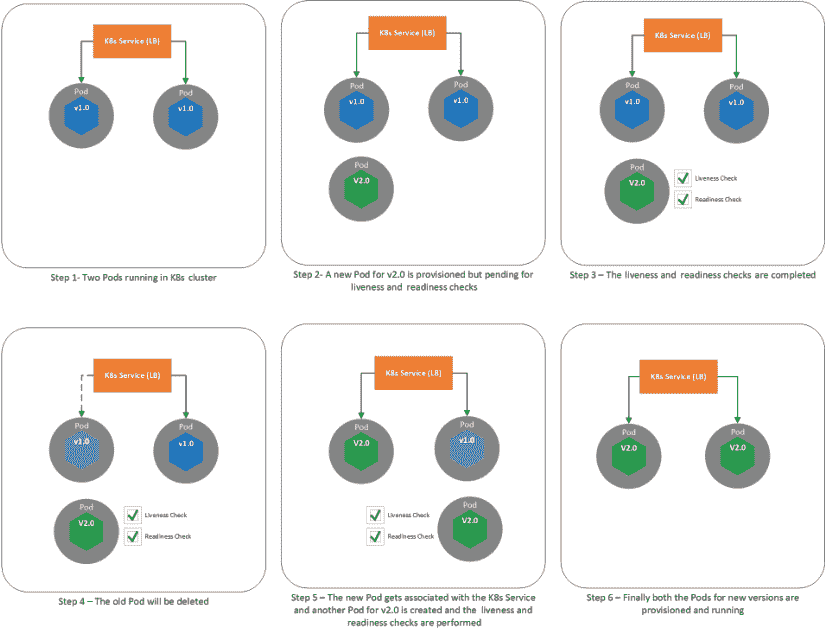 K8s Service (LB)
Pod
v1.0
Pod
v1.0
Step 1- Two Pods running in K8s cluster
K8s Service (LB)
Pod
v1.0
Pod
v1.0
Pod
V2.0
Step 2- A new Pod for v2.0 is provisioned but pending for
liveness and readiness checks
K8s Service (LB)
Pod
v1.0
Pod
v1.0
Pod
V2.0
Liveness Check
Readiness Check
Step 3 – The liveness and readiness checks are completed
K8s Service (LB)
Pod
v1.0
Pod
v1.0
Pod
V2.0
Liveness Check
Readiness Check
Step 4 – The old Pod will be deleted
K8s Service (LB)
Pod
V2.0
Pod
v1.0
Liveness Check
Readiness Check
Pod
V2.0
Step 5 – The new Pod gets associated with the K8s Service
and another Pod for v2.0 is created and the liveness and
readiness checks are performed
K8s Service (LB)
Pod
V2.0
Pod
V2.0
Step 6 – Finally both the Pods for new versions are
provisioned and running